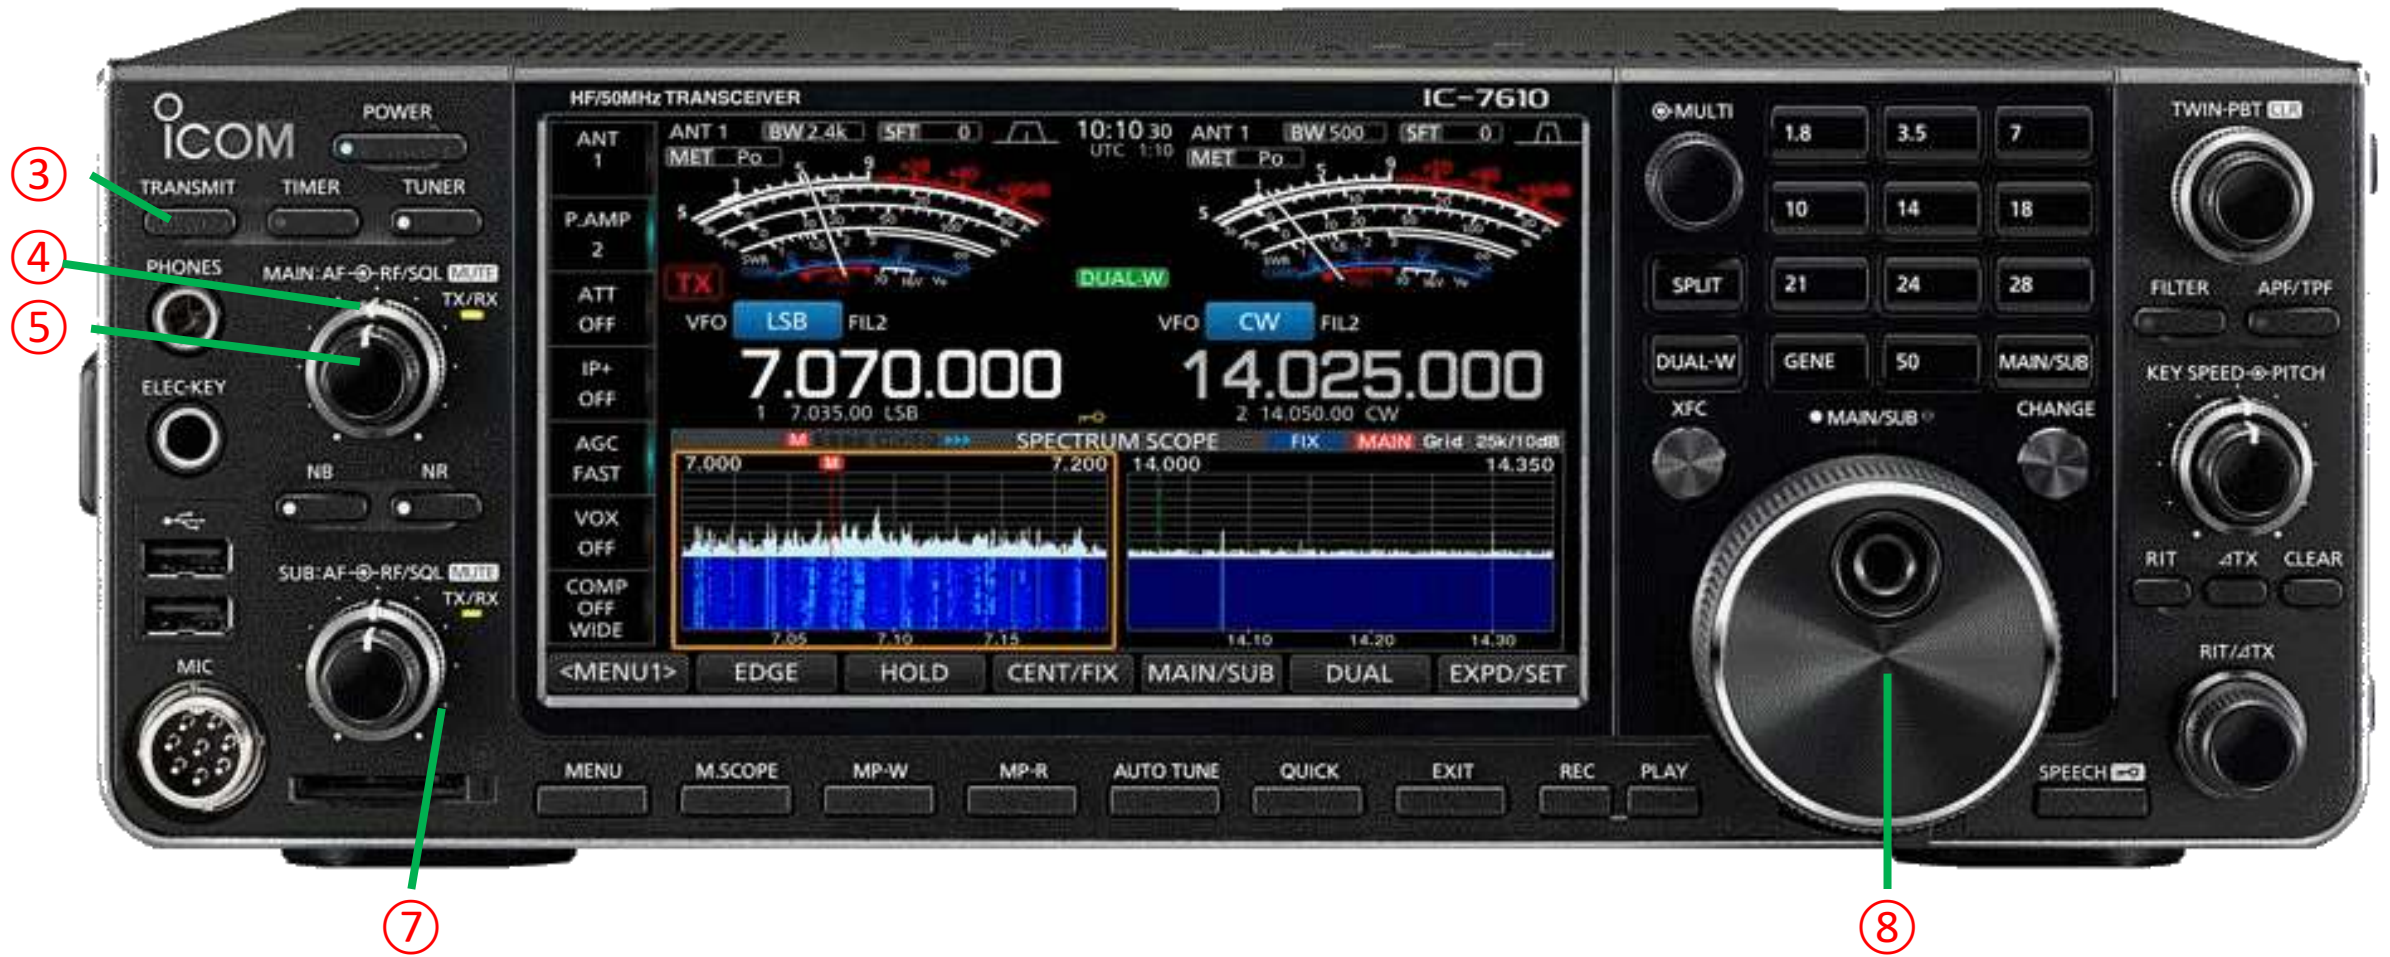 HF/50MHz TRANSCEIVER
IC-7610
ICOM
POWER
③
TRANSMIT
TIMER
TUNER
④
⑤
PHONES
MAIN:AF RF/SQL MUTE
TX/RX
ELEC-KEY
NB
NR
SUB:AF RF/SQL MUTE
TX/RX
MIC
⑦
ANT
1
P.AMP
2
ATT
OFF
IP+
OFF
AGC
FAST
VOX
OFF
COMP
OFF
WIDE
ANT 1 BW 2.4k SFT 0
10:10 30
UTC 1:10
ANT 1 BW 500 SFT 0
MET Po
MET Po
TX
DUAL-W
VFO LSB FIL2
VFO CW FIL2
7.070.000
14.025.000
1 7.035.00 LSB
2 14.050.00 CW
M
SPECTRUM SCOPE
FIX MAIN Grid 25k/10dB
7.000 M 7.200
14.000 14.350
7.05 7.10 7.15
14.10 14.20 14.30
<MENU1> EDGE HOLD CENT/FIX MAIN/SUB DUAL EXPD/SET
MENU M.SCOPE MP-W MP-R AUTO TUNE QUICK EXIT REC PLAY
MULTI
1.8 3.5 7
10 14 18
SPLIT 21 24 28
DUAL-W GENE 50 MAIN/SUB
XFC
MAIN/SUB
CHANGE
⑧
SPEECH
TWIN-PBT CLR
FILTER
APF/TPF
KEY SPEED PITCH
RIT ⊿TX CLEAR
RIT/⊿TX